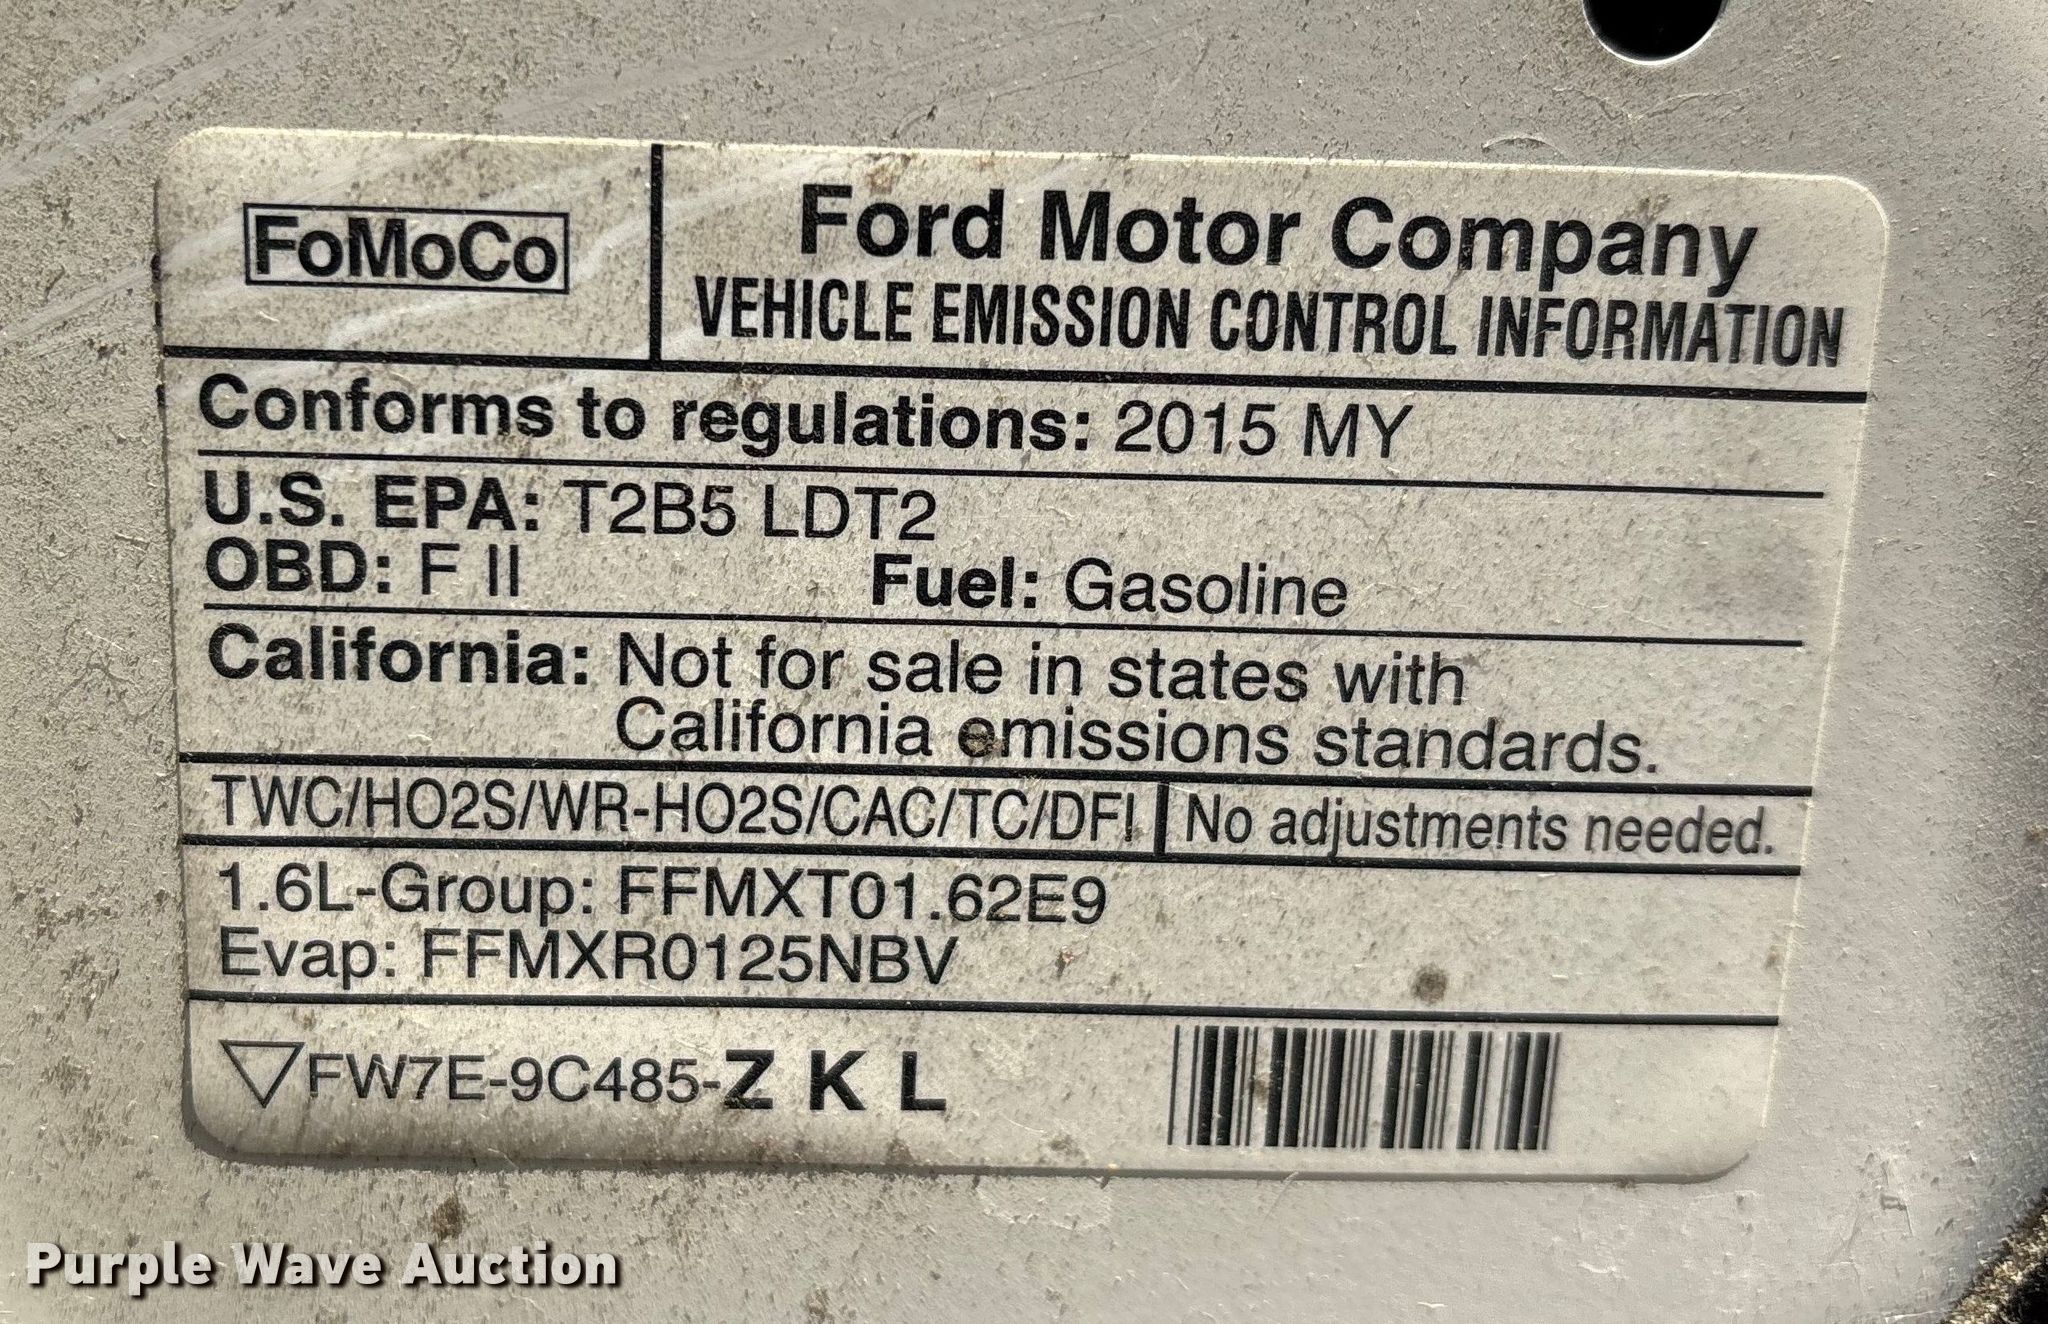 FoMoCo
Ford Motor Company
VEHICLE EMISSION CONTROL INFORMATION
Conforms to regulations: 2015 MY
U.S. EPA: T2B5 LDT2
OBD: F II Fuel: Gasoline
California: Not for sale in states with
California emissions standards.
TWC/HO2S/WR-HO2S/CAC/TC/DFI No adjustments needed.
1.6L-Group: FFMXT01.62E9
Evap: FFMXR0125NBV
FW7E-9C485-Z K L
Purple Wave Auction